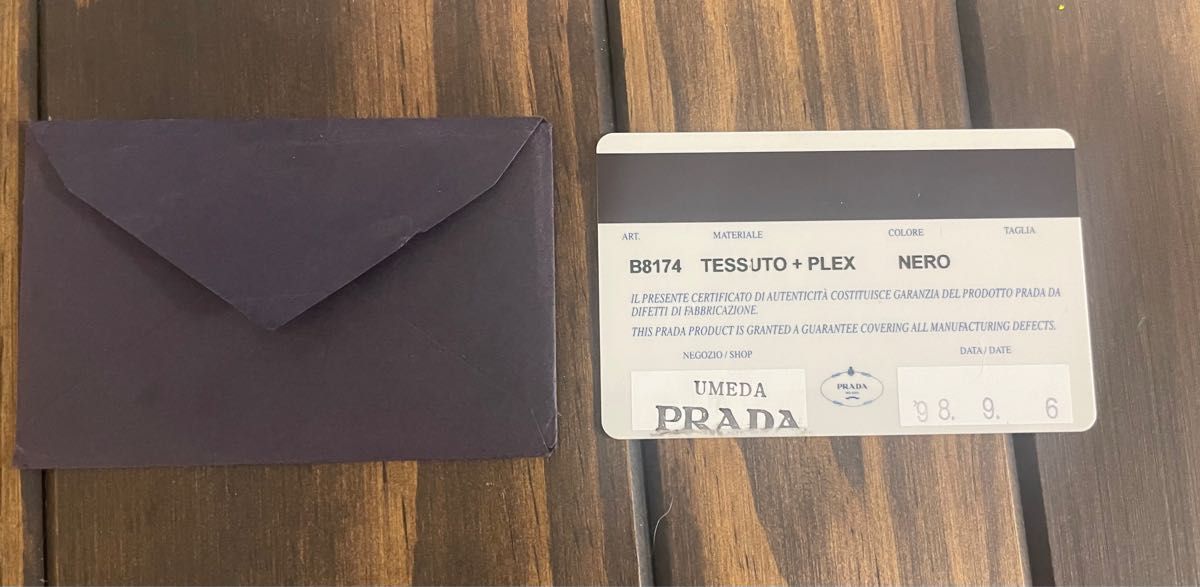 ART. MATERIALE COLORE TAGLIA
B8174 TESSUTO + PLEX NERO
IL PRESENTE CERTIFICATO DI AUTENTICITÀ COSTITUISCE GARANZIA DEL PRODOTTO PRADA DA
DIFETTI DI FABBRICAZIONE.
THIS PRADA PRODUCT IS GRANTED A GUARANTEE COVERING ALL MANUFACTURING DEFECTS.
NEGOZIO / SHOP DATA / DATE
UMEDA
PRADA
PRADA
'98. 9. 6